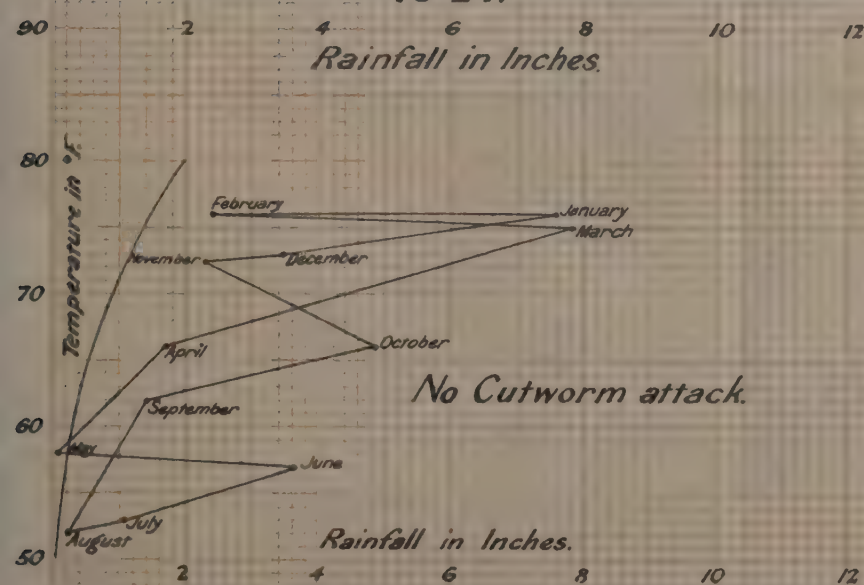 90 2 4 6 8 10 12
Rainfall in Inches.
80
Temperature in °F.
February
January
March
November
December
70
April
October
No Cutworm attack.
September
60
May
June
July
August
Rainfall in Inches.
50
2 4 6 8 10 12